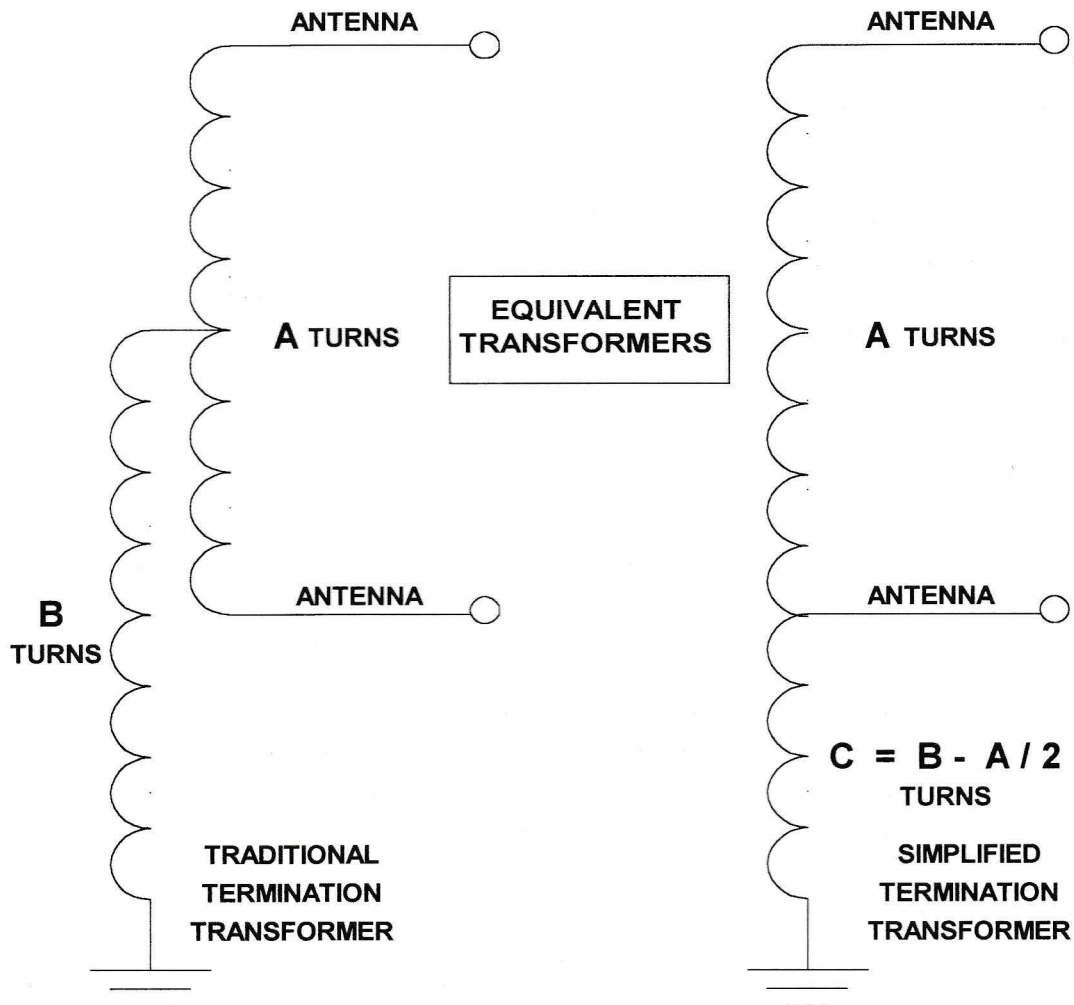 ANTENNA
ANTENNA
EQUIVALENT
TRANSFORMERS
A TURNS
A TURNS
ANTENNA
ANTENNA
B
TURNS
C = B - A / 2
TURNS
TRADITIONAL
TERMINATION
TRANSFORMER
SIMPLIFIED
TERMINATION
TRANSFORMER